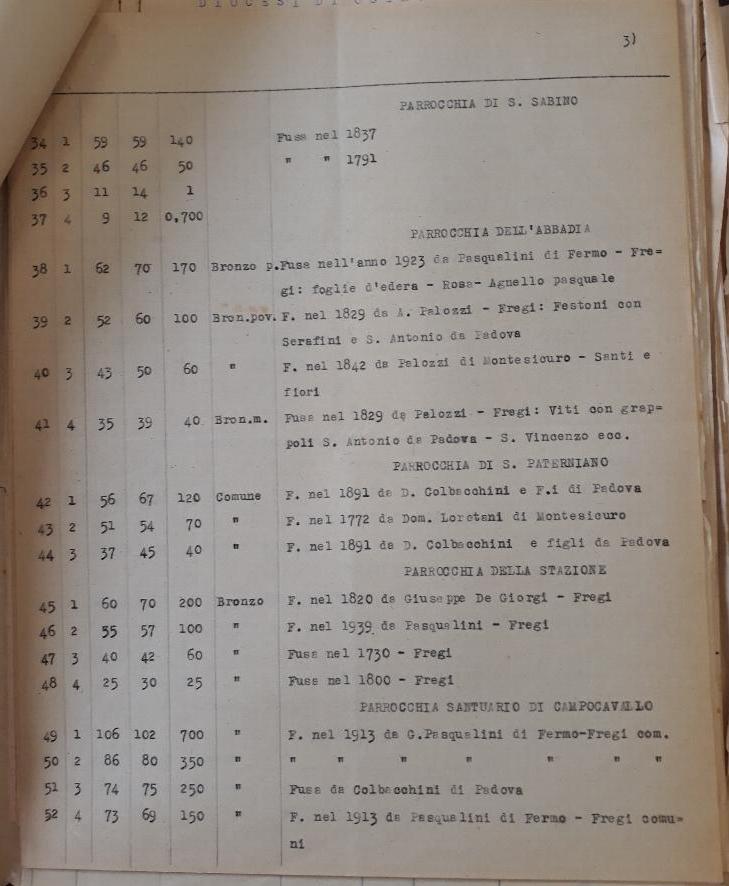 DIOCESI DI
3)
PARROCCHIA DI S. SABINO
34 1 59 59 140 Fusa nel 1837
35 2 46 46 50 " " 1791
36 3 11 14 1
37 4 9 12 0,700
PARROCCHIA DELL'ABBADIA
38 1 62 70 170 Bronzo p.Fusa nell'anno 1923 da Pasqualini di Fermo - Fre=
gi: foglie d'edera - Rosa- Agnello pasquale
39 2 52 60 100 Bron.pov. F. nel 1829 da A. Palozzi - Fregi: Festoni con
Serafini e S. Antonio da Padova
40 3 43 50 60 " F. nel 1842 da Palozzi di Montesicuro - Santi e
fiori
41 4 35 39 40 Bron.m. Fusa nel 1829 da Palozzi - Fregi: Viti con grap=
poli S. Antonio da Padova - S. Vincenzo ecc.
PARROCCHIA DI S. PATERNIANO
42 1 56 67 120 Comune F. nel 1891 da D. Colbacchini e F.i di Padova
43 2 51 54 70 " F. nel 1772 da Dom. Loretani di Montesicuro
44 3 37 45 40 " F. nel 1891 da D. Colbacchini e figli da Padova
PARROCCHIA DELLA STAZIONE
45 1 60 70 200 Bronzo F. nel 1820 da Giuseppe De Giorgi - Fregi
46 2 55 57 100 " F. nel 1939 da Pasqualini - Fregi
47 3 40 42 60 " Fusa nel 1730 - Fregi
48 4 25 30 25 " Fusa nel 1800 - Fregi
PARROCCHIA SANTUARIO DI CAMPOCAVALLO
49 1 106 102 700 " F. nel 1913 da G.Pasqualini di Fermo-Fregi com.
50 2 86 80 350 " " " " " " " "
51 3 74 75 250 " Fusa da Colbacchini di Padova
52 4 73 69 150 " F. nel 1913 da Pasqualini di Fermo - Fregi comu=
ni